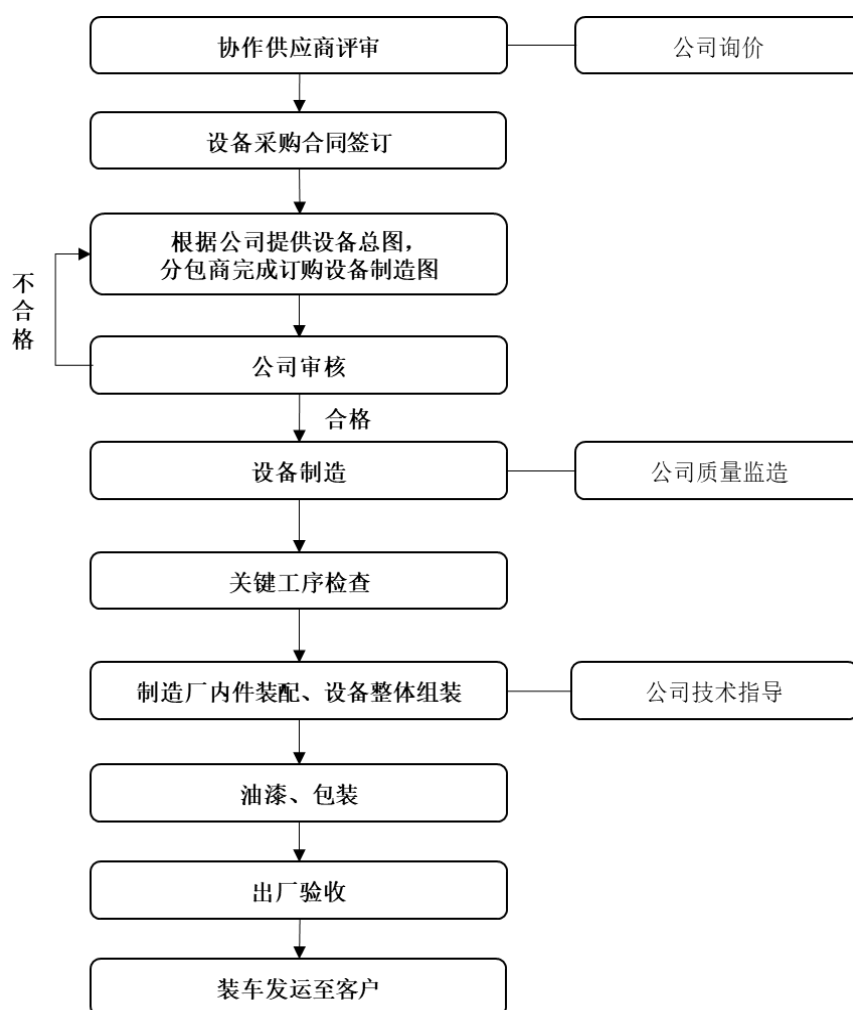 协作供应商评审
公司询价
设备采购合同签订
根据公司提供设备总图，
分包商完成订购设备制造图
不合格
公司审核
合格
设备制造
公司质量监造
关键工序检查
制造厂内件装配、设备整体组装
公司技术指导
油漆、包装
出厂验收
装车发运至客户